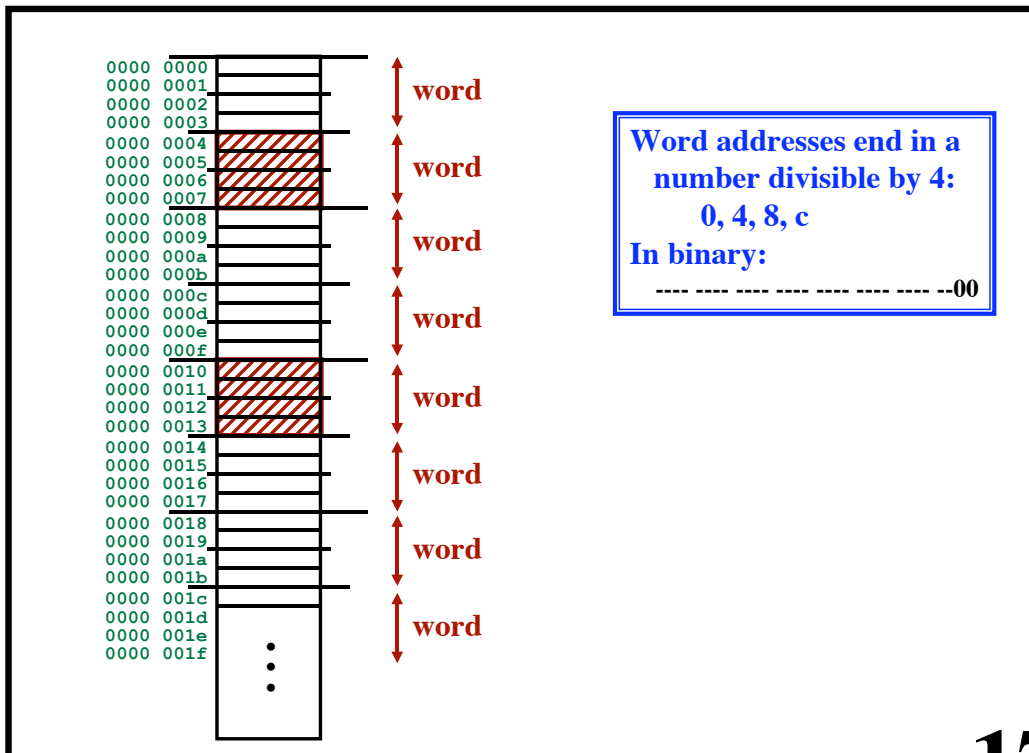 0000 0000
0000 0001
0000 0002
0000 0003
0000 0004
0000 0005
0000 0006
0000 0007
0000 0008
0000 0009
0000 000a
0000 000b
0000 000c
0000 000d
0000 000e
0000 000f
0000 0010
0000 0011
0000 0012
0000 0013
0000 0014
0000 0015
0000 0016
0000 0017
0000 0018
0000 0019
0000 001a
0000 001b
0000 001c
0000 001d
0000 001e
0000 001f
word
word
word
word
word
word
word
word
Word addresses end in a
number divisible by 4:
0, 4, 8, c
In binary:
---- ---- ---- ---- ---- ---- ---- --00